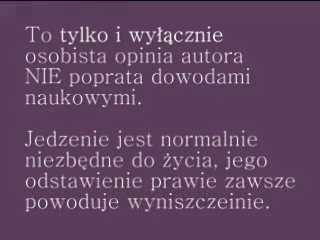 To tylko i wyłącznie
osobista opinia autora
NIE poprata dowodami
naukowymi.
Jedzenie jest normalnie
niezbędne do życia, jego
odstawienie prawie zawsze
powoduje wyniszczeinie.